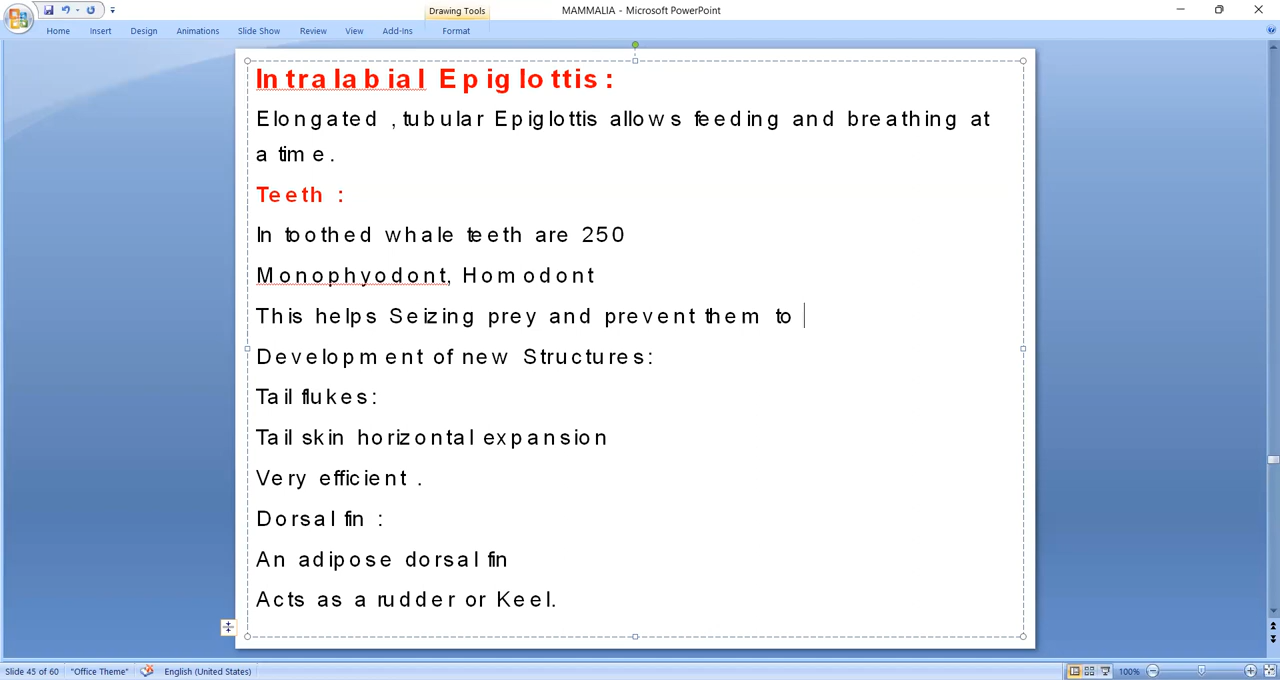 Drawing Tools
MAMMALIA - Microsoft PowerPoint
Home Insert Design Animations Slide Show Review View Add-Ins Format
Intralabial Epiglottis :
Elongated ,tubular Epiglottis allows feeding and breathing at
a time.
Teeth :
In toothed whale teeth are 250
Monophyodont, Homodont
This helps Seizing prey and prevent them to
Development of new Structures:
Tail flukes:
Tail skin horizontal expansion
Very efficient .
Dorsal fin :
An adipose dorsal fin
Acts as a rudder or Keel.
Slide 45 of 60 "Office Theme" English (United States) 100%